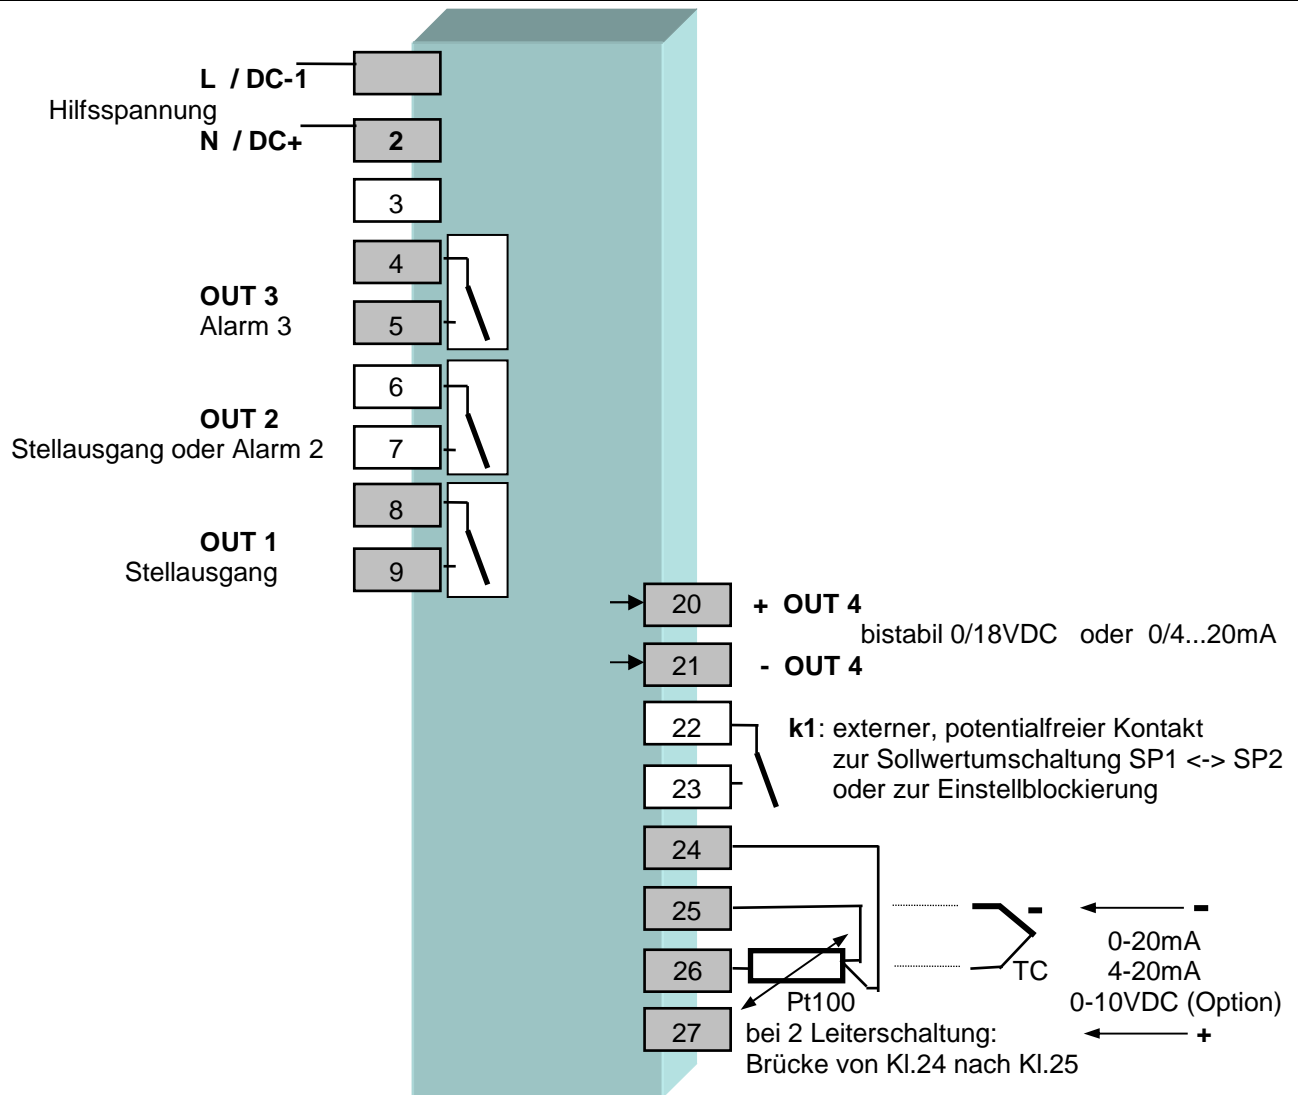 L / DC-1
Hilfsspannung
N / DC+ 2
3
4
OUT 3
Alarm 3 5
6
OUT 2
Stellausgang oder Alarm 2 7
8
OUT 1
Stellausgang 9
20 + OUT 4
bistabil 0/18VDC oder 0/4...20mA
21 - OUT 4
22 k1: externer, potentialfreier Kontakt
zur Sollwertumschaltung SP1 <-> SP2
23 oder zur Einstellblockierung
24
25 - -
0-20mA
26 TC 4-20mA
Pt100 0-10VDC (Option)
27 bei 2 Leiterschaltung: +
Brücke von Kl.24 nach Kl.25